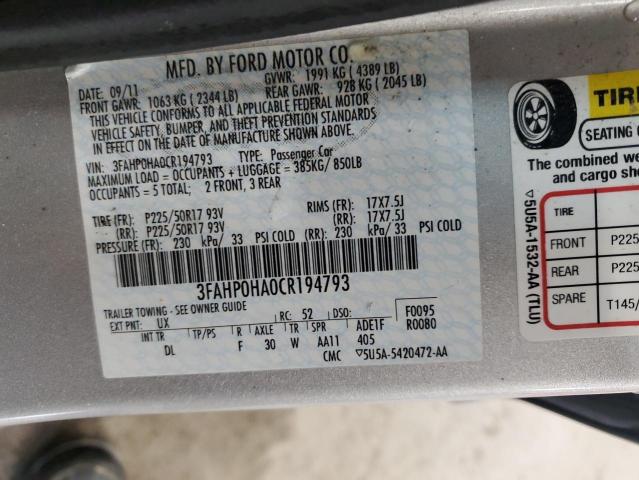 MFD. BY FORD MOTOR CO.
DATE: 09/11 GVWR: 1991 KG ( 4389 LB)
FRONT GAWR: 1063 KG ( 2344 LB) REAR GAWR: 928 KG ( 2045 LB)
THIS VEHICLE CONFORMS TO ALL APPLICABLE FEDERAL MOTOR
VEHICLE SAFETY, BUMPER, AND THEFT PREVENTION STANDARDS
IN EFFECT ON THE DATE OF MANUFACTURE SHOWN ABOVE.
VIN: 3FAHP0HA0CR194793 TYPE: Passenger Car
MAXIMUM LOAD = OCCUPANTS + LUGGAGE = 385KG/ 850LB
OCCUPANTS = 5 TOTAL; 2 FRONT, 3 REAR
TIRE (FR): P225/50R17 93V RIMS (FR): 17X7.5J
(RR): P225/50R17 93V (RR): 17X7.5J
PRESSURE (FR): 230 kPa/ 33 PSI COLD (RR): 230 kPa/ 33 PSI COLD
3FAHP0HA0CR194793
TRAILER TOWING - SEE OWNER GUIDE
EXT PNT: UX RC: 52 DSO: F0095
R0080
INT TR TP/PS R AXLE TR SPR ADE1F
DL F 30 W AA11 405
CMC ▽5U5A-5420472-AA
TIRE
SEATING
The combined
and cargo sho
TIRE
FRONT P225
REAR P225
SPARE T145/
▽5U5A-1532-AA (TLU)